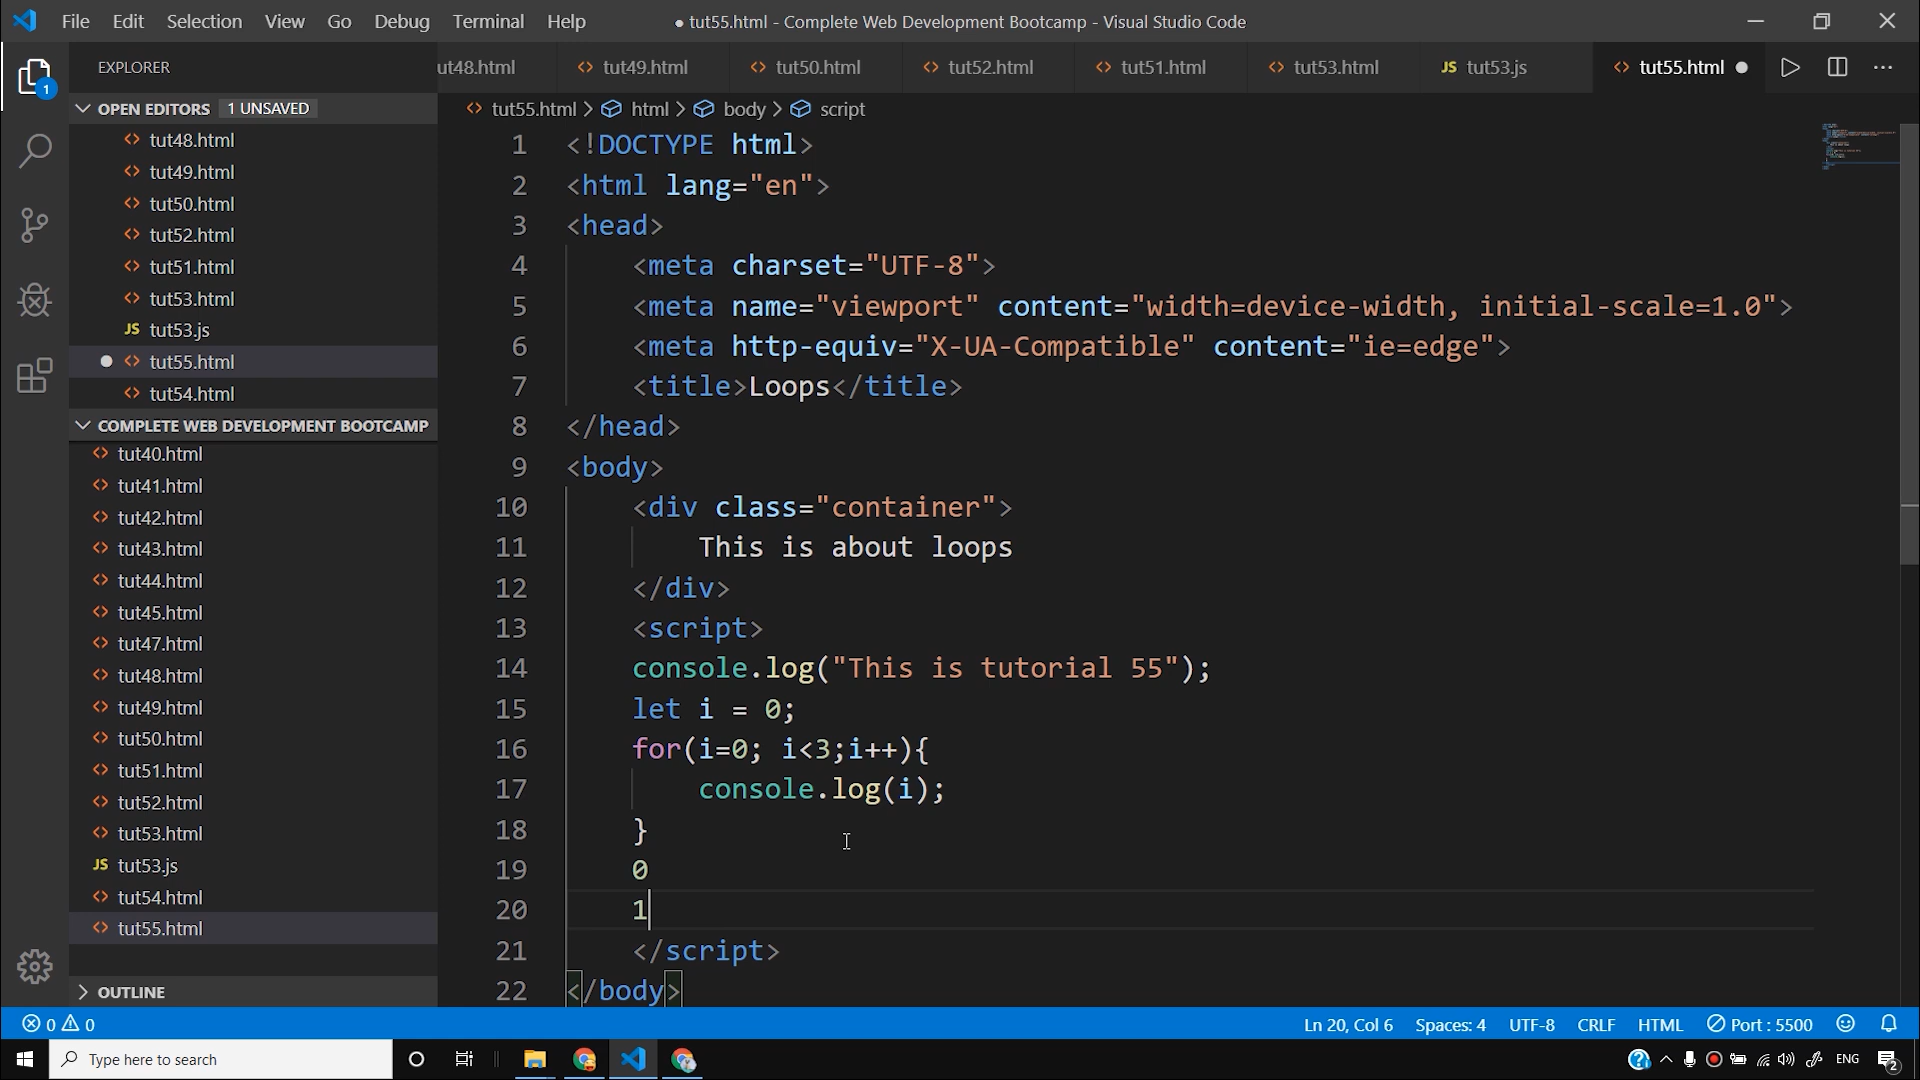 File Edit Selection View Go Debug Terminal Help
● tut55.html - Complete Web Development Bootcamp - Visual Studio Code
EXPLORER
ut48.html tut49.html tut50.html tut52.html tut51.html tut53.html JS tut53.js tut55.html
OPEN EDITORS 1 UNSAVED
tut48.html
tut49.html
tut50.html
tut52.html
tut51.html
tut53.html
JS tut53.js
tut55.html
tut54.html
COMPLETE WEB DEVELOPMENT BOOTCAMP
tut40.html
tut41.html
tut42.html
tut43.html
tut44.html
tut45.html
tut47.html
tut48.html
tut49.html
tut50.html
tut51.html
tut52.html
tut53.html
JS tut53.js
tut54.html
tut55.html
OUTLINE
1
tut55.html > html > body > script
1 <!DOCTYPE html>
2 <html lang="en">
3 <head>
4 <meta charset="UTF-8">
5 <meta name="viewport" content="width=device-width, initial-scale=1.0">
6 <meta http-equiv="X-UA-Compatible" content="ie=edge">
7 <title>Loops</title>
8 </head>
9 <body>
10 <div class="container">
11 This is about loops
12 </div>
13 <script>
14 console.log("This is tutorial 55");
15 let i = 0;
16 for(i=0; i<3;i++){
17 console.log(i);
18 }
19 0
20 1
21 </script>
22 </body>
0 0
Ln 20, Col 6 Spaces: 4 UTF-8 CRLF HTML Port : 5500
Type here to search
ENG
2